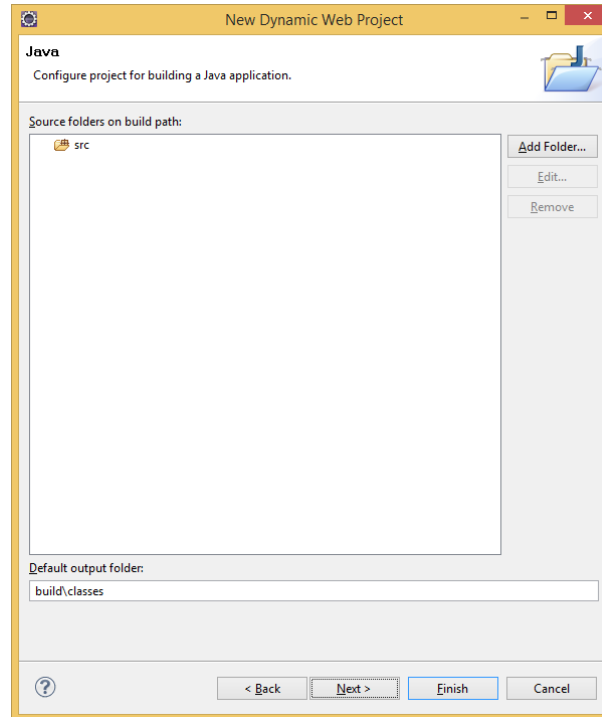 New Dynamic Web Project
Java
Configure project for building a Java application.
Source folders on build path:
src
Add Folder...
Edit...
Remove
Default output folder:
build\classes
< Back
Next >
Finish
Cancel